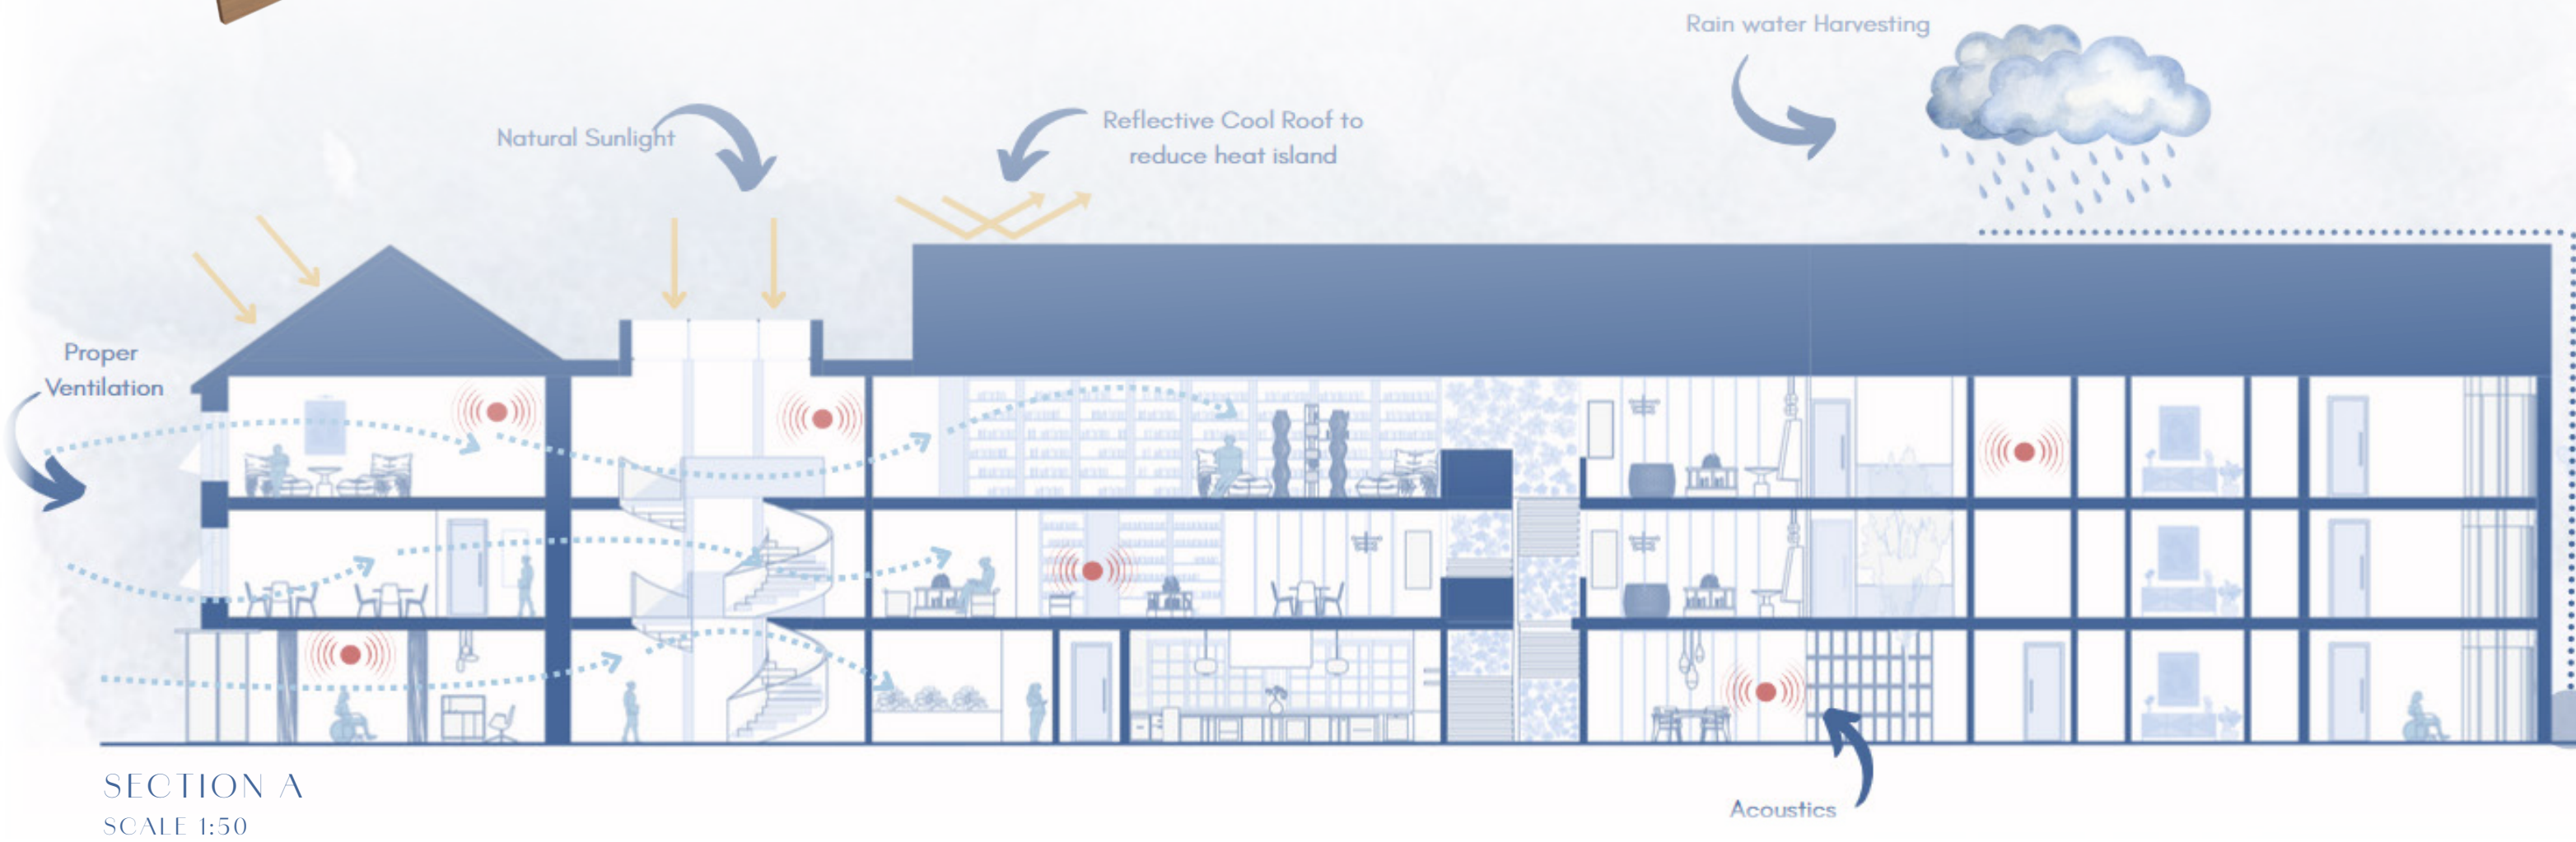 Rain water Harvesting
Natural Sunlight
Reflective Cool Roof to
reduce heat island
Proper
Ventilation
Acoustics
SECTION A
SCALE 1:50